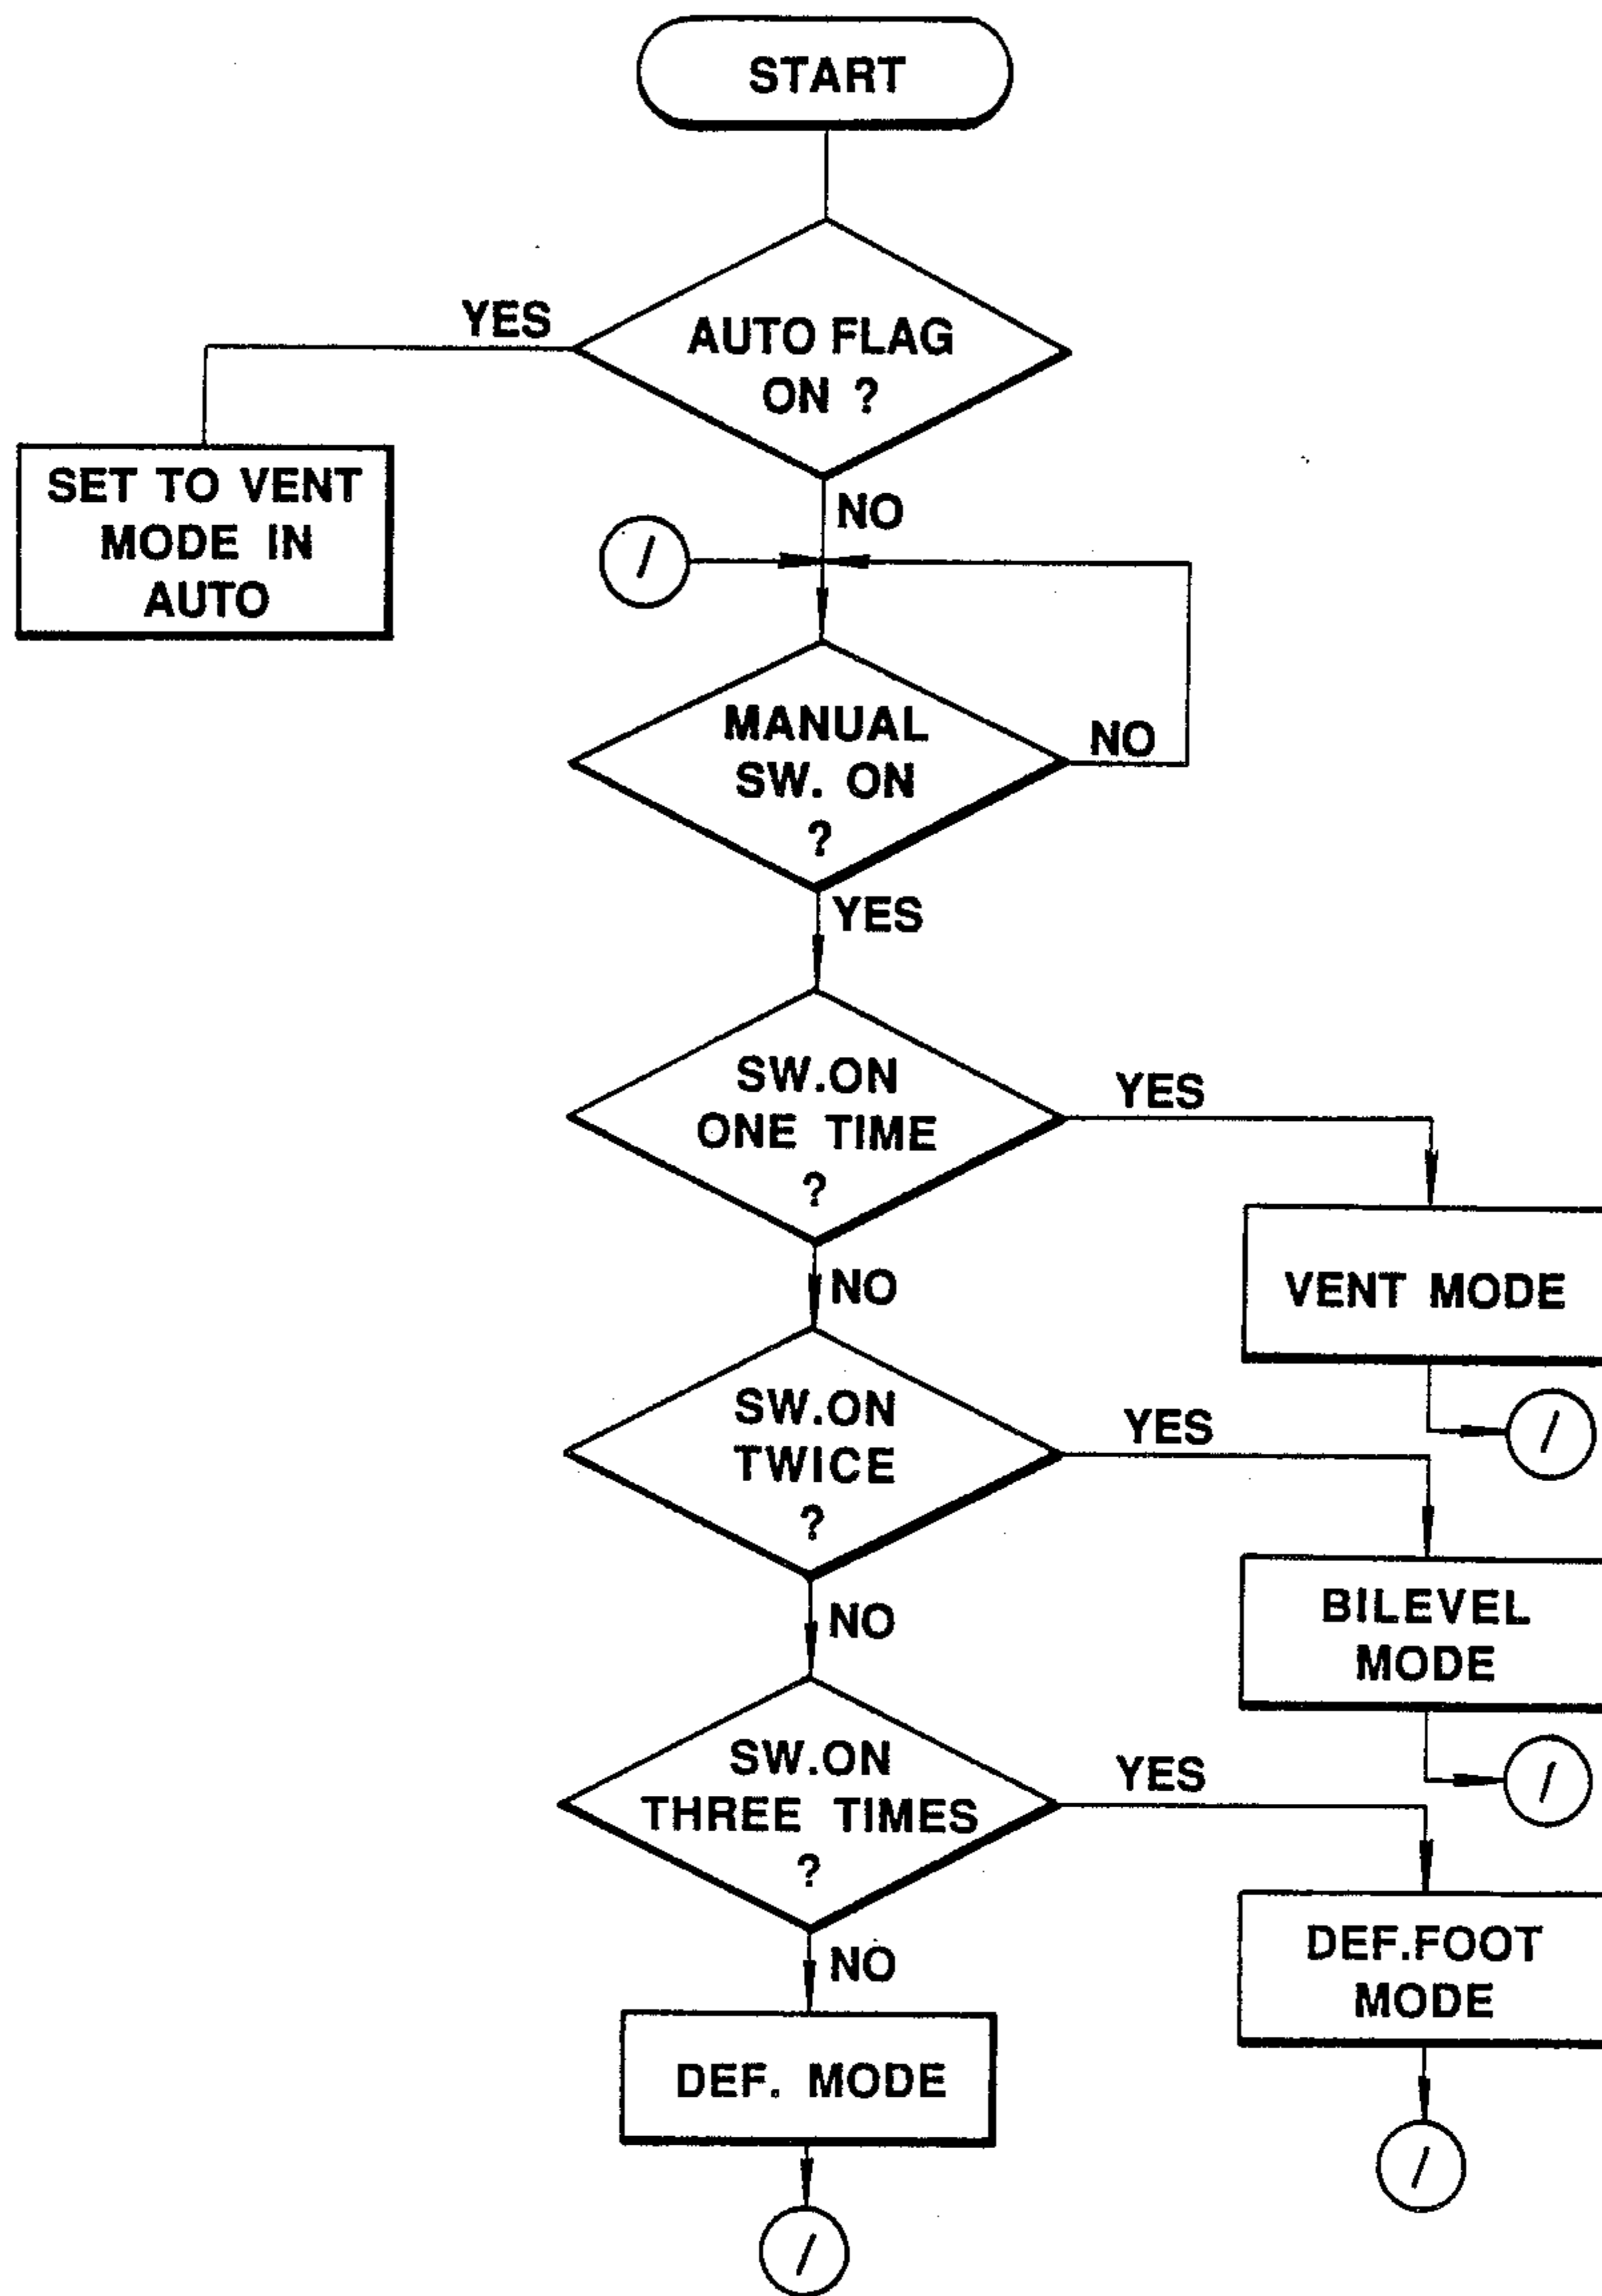 START
AUTO FLAG
ON ?
YES
SET TO VENT
MODE IN
AUTO
NO
/
MANUAL
SW. ON
?
NO
YES
SW.ON
ONE TIME
?
YES
VENT MODE
/
NO
SW.ON
TWICE
?
YES
BILEVEL
MODE
/
NO
SW.ON
THREE TIMES
?
YES
DEF.FOOT
MODE
/
NO
DEF. MODE
/